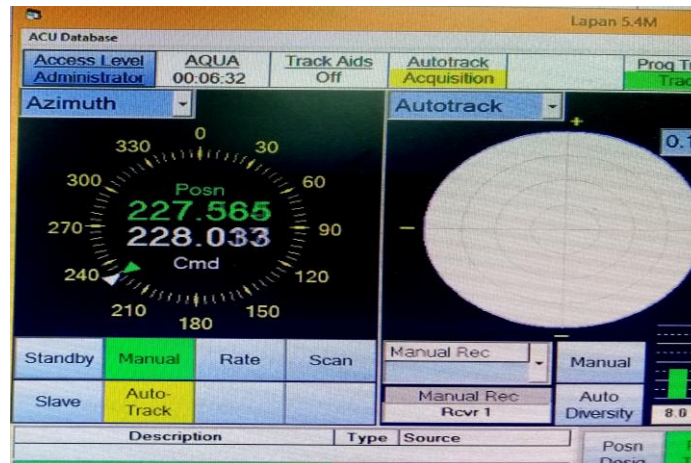 Lapan 5.4M
ACU Database
Access Level
Administrator
AQUA
00:06:32
Track Aids
Off
Autotrack
Acquisition
Azimuth
Autotrack
0
30
60
90
120
150
180
210
240
270
300
330
Posn
227.565
228.033
Cmd
+
-
-
Standby
Manual
Rate
Scan
Slave
Auto-
Track
Manual Rec
Manual
Manual Rec
Rcvr 1
Auto
Diversity
8.0
Description
Type
Source
Posn